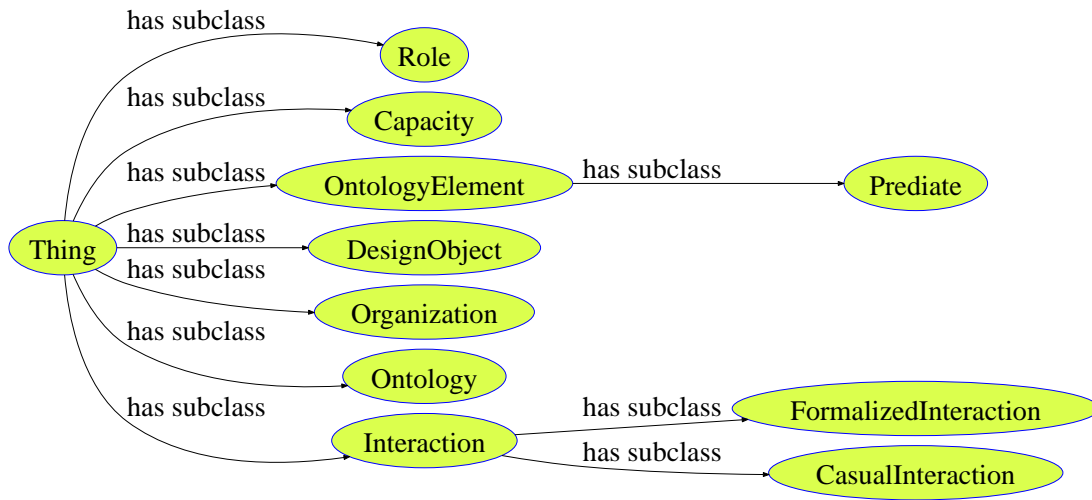 has subclass
Role
has subclass
Capacity
has subclass
OntologyElement
has subclass
Prediate
Thing
has subclass
DesignObject
has subclass
Organization
has subclass
Ontology
has subclass
Interaction
has subclass
FormalizedInteraction
has subclass
CasualInteraction